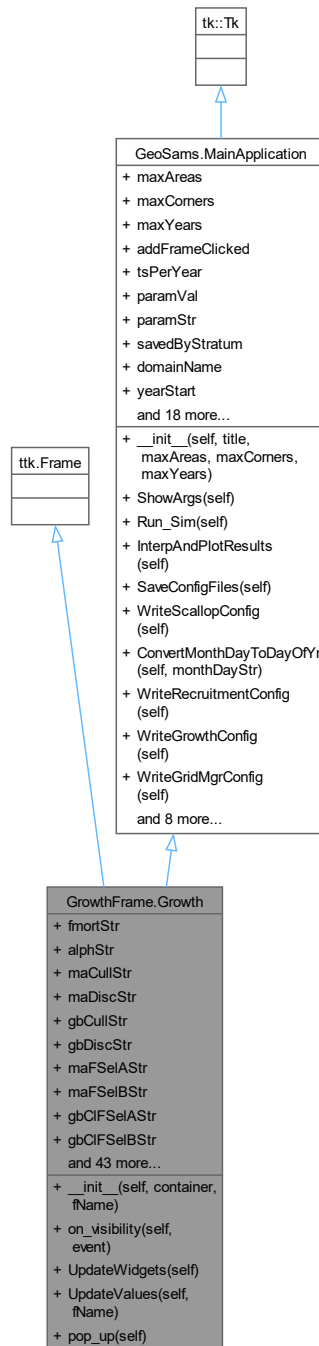 tk::Tk
GeoSams.MainApplication
+ maxAreas
+ maxCorners
+ maxYears
+ addFrameClicked
+ tsPerYear
+ paramVal
+ paramStr
+ savedByStratum
+ domainName
+ yearStart
and 18 more...
+ __init__(self, title,
maxAreas, maxCorners,
maxYears)
+ ShowArgs(self)
+ Run_Sim(self)
+ InterpAndPlotResults
(self)
+ SaveConfigFiles(self)
+ WriteScallopConfig
(self)
+ ConvertMonthDayToDayOfYr
(self, monthDayStr)
+ WriteRecruitmentConfig
(self)
+ WriteGrowthConfig
(self)
+ WriteGridMgrConfig
(self)
and 8 more...
ttk.Frame
GrowthFrame.Growth
+ fmortStr
+ alphStr
+ maCullStr
+ maDiscStr
+ gbCullStr
+ gbDiscStr
+ maFSelAStr
+ maFSelBStr
+ gbClFSelAStr
+ gbClFSelBStr
and 43 more...
+ __init__(self, container,
fName)
+ on_visibility(self,
event)
+ UpdateWidgets(self)
+ UpdateValues(self,
fName)
+ pop_up(self)